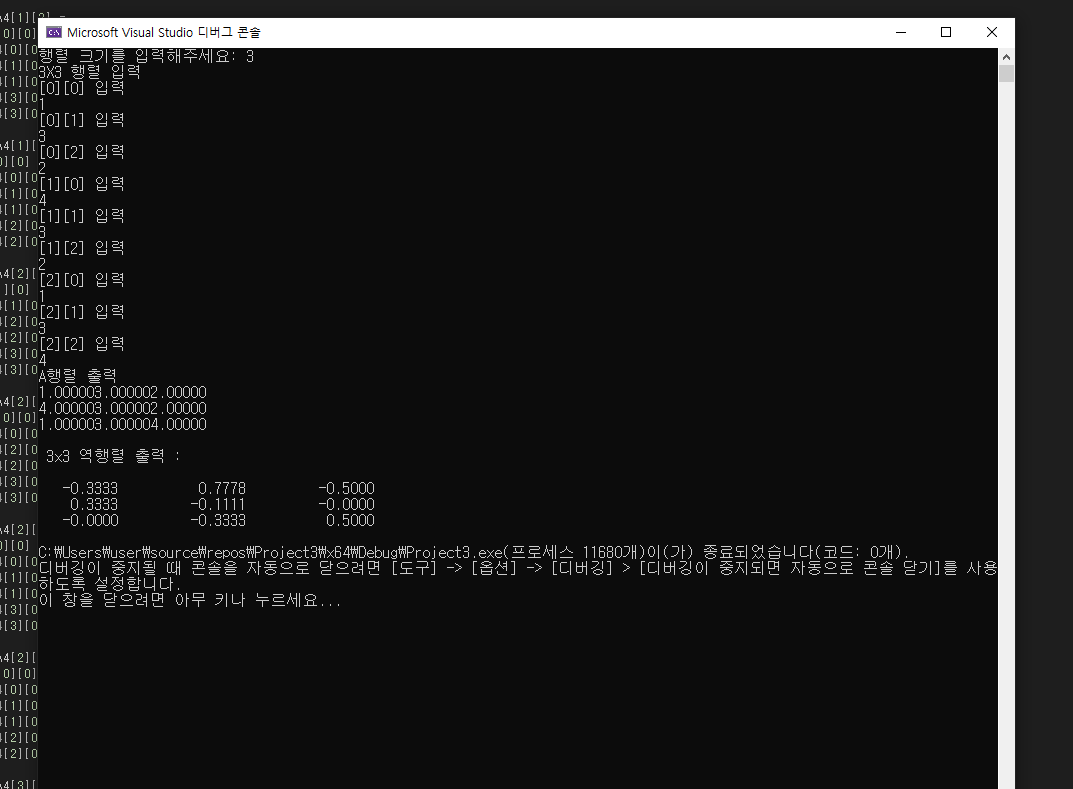 Microsoft Visual Studio 디버그 콘솔
행렬 크기를 입력해주세요: 3
3X3 행렬 입력
[0][0] 입력
1
[0][1] 입력
3
[0][2] 입력
2
[1][0] 입력
4
[1][1] 입력
3
[1][2] 입력
2
[2][0] 입력
1
[2][1] 입력
3
[2][2] 입력
4
A행렬 출력
1.000003.000002.00000
4.000003.000002.00000
1.000003.000004.00000
3x3 역행렬 출력 :
-0.3333 0.7778 -0.5000
0.3333 -0.1111 -0.0000
-0.0000 -0.3333 0.5000
C:₩Users₩user₩source₩repos₩Project3₩x64₩Debug₩Project3.exe(프로세스 11680개)이(가) 종료되었습니다(코드: 0개).
디버깅이 중지될 때 콘솔을 자동으로 닫으려면 [도구] -> [옵션] -> [디버깅] > [디버깅이 중지되면 자동으로 콘솔 닫기]를 사용
하도록 설정합니다.
이 창을 닫으려면 아무 키나 누르세요...